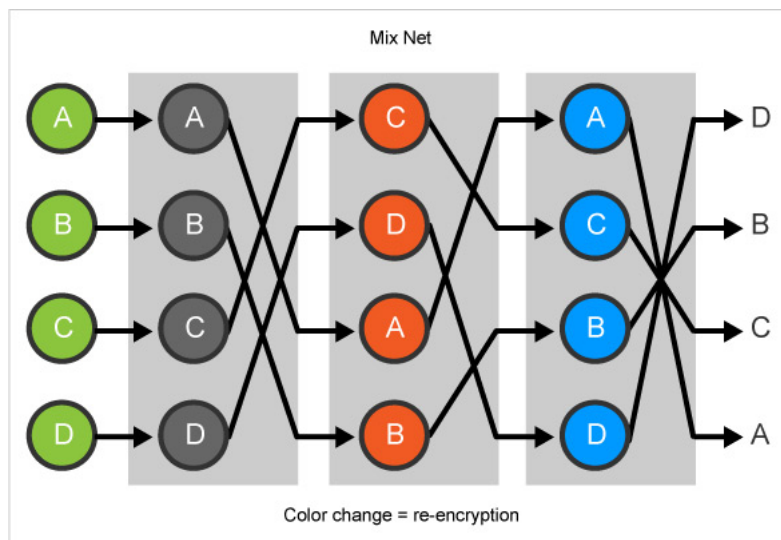 Mix Net
A A C A D
B B D C B
C C A B C
D D B D A
Color change = re-encryption